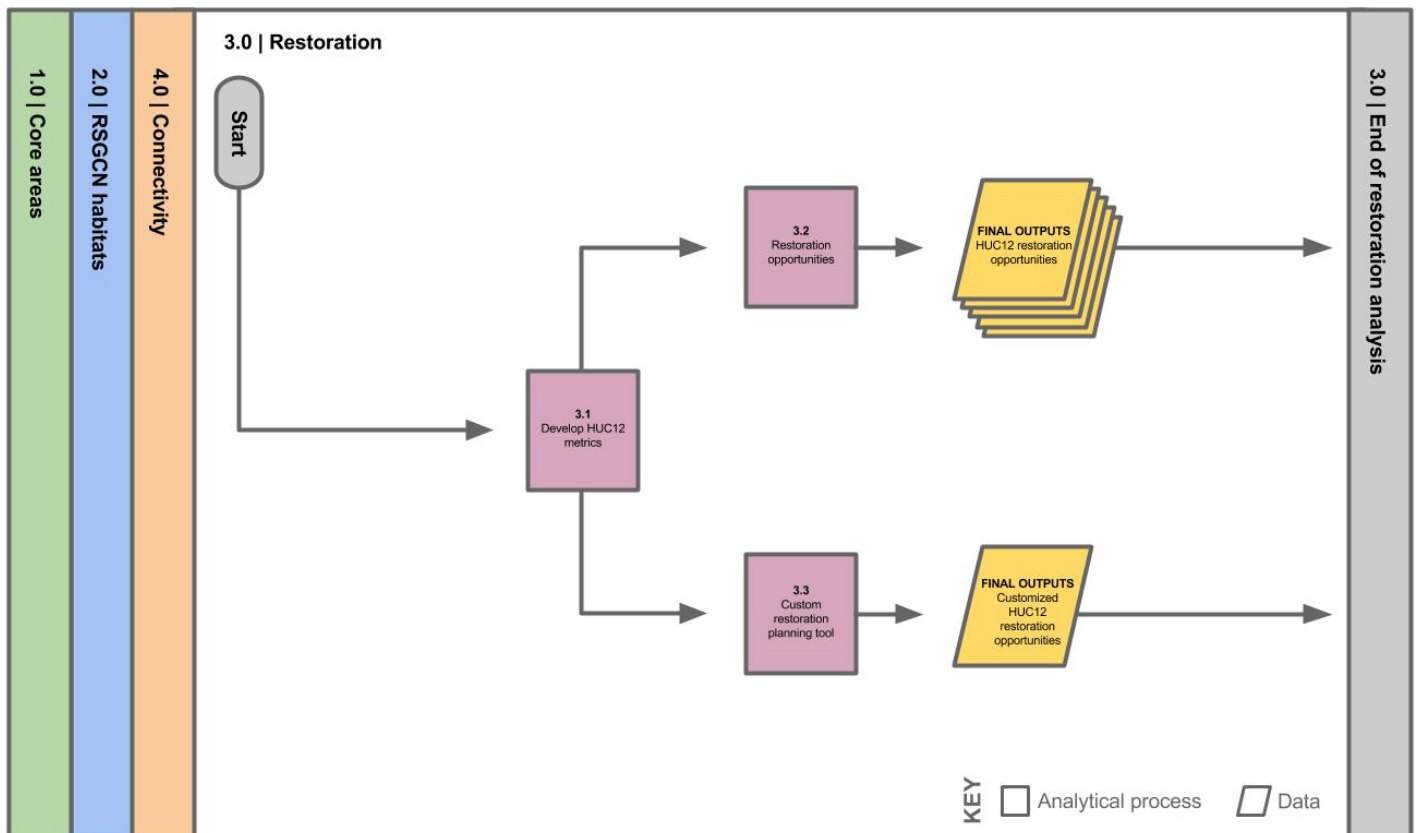 1.0 | Core areas
2.0 | RSGCN habitats
4.0 | Connectivity
3.0 | Restoration
Start
3.1
Develop HUC12
metrics
3.2
Restoration
opportunities
FINAL OUTPUTS
HUC12 restoration
opportunities
3.3
Custom
restoration
planning tool
FINAL OUTPUTS
Customized
HUC12
restoration
opportunities
3.0 | End of restoration analysis
KEY
Analytical process
Data